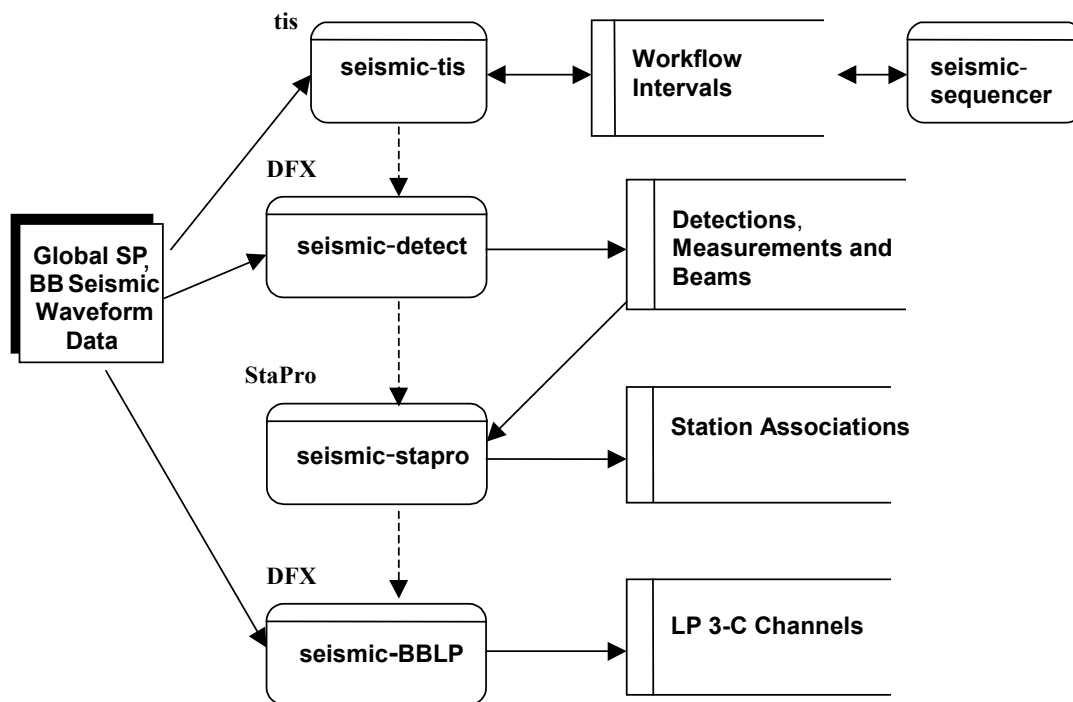 tis
seismic-tis
Workflow
Intervals
seismic-
sequencer
DFX
seismic-detect
Detections,
Measurements and
Beams
Global SP,
BB Seismic
Waveform
Data
StaPro
seismic-stapro
Station Associations
DFX
seismic-BBLP
LP 3-C Channels